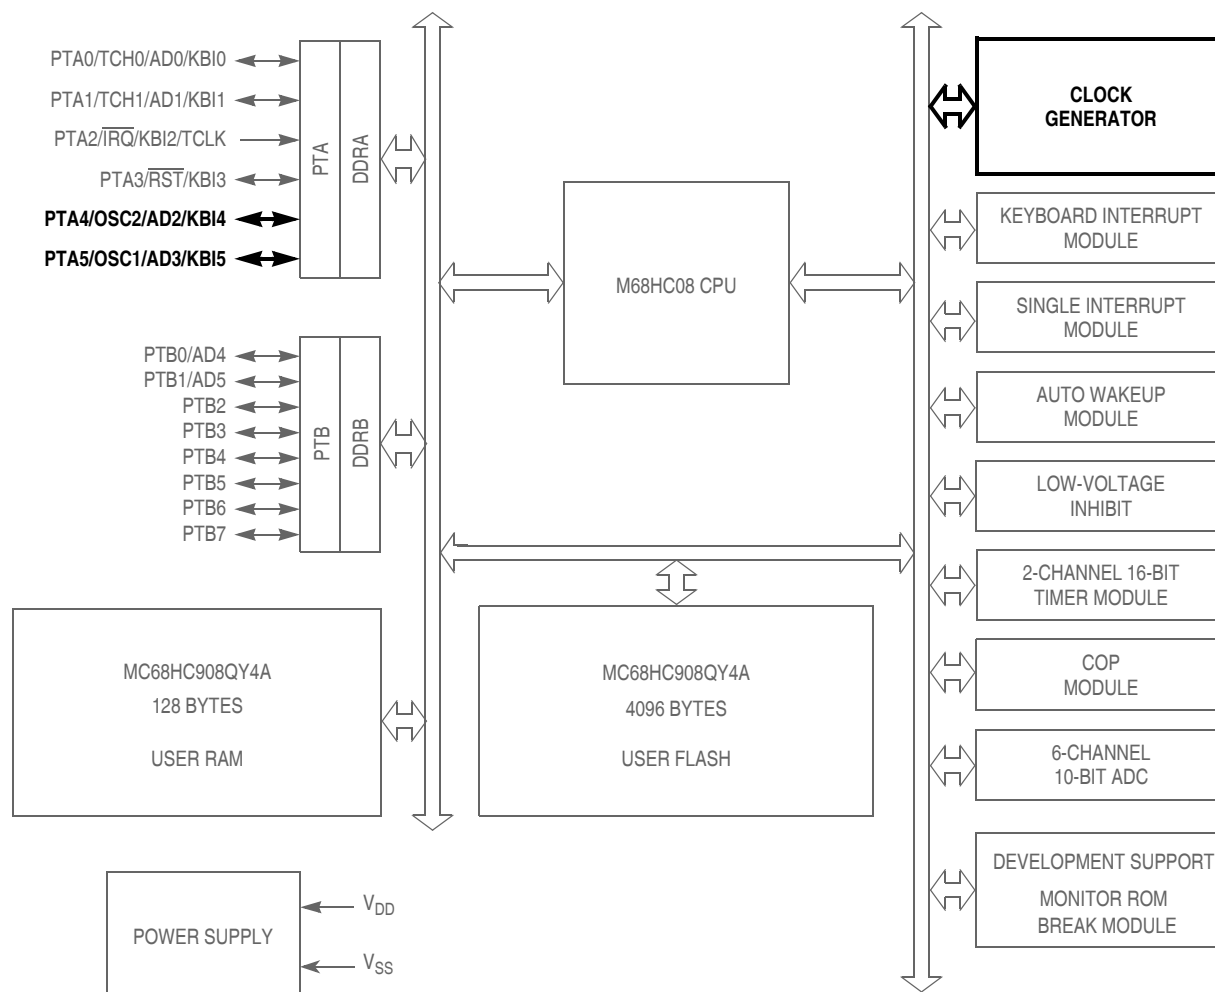 PTA0/TCH0/AD0/KBI0
PTA1/TCH1/AD1/KBI1
PTA2/I̅R̅Q̅/KBI2/TCLK
PTA3/R̅S̅T̅/KBI3
PTA4/OSC2/AD2/KBI4
PTA5/OSC1/AD3/KBI5
PTA
DDRA
PTB0/AD4
PTB1/AD5
PTB2
PTB3
PTB4
PTB5
PTB6
PTB7
PTB
DDRB
M68HC08 CPU
MC68HC908QY4A
128 BYTES
USER RAM
MC68HC908QY4A
4096 BYTES
USER FLASH
POWER SUPPLY
VDD
VSS
CLOCK
GENERATOR
KEYBOARD INTERRUPT
MODULE
SINGLE INTERRUPT
MODULE
AUTO WAKEUP
MODULE
LOW-VOLTAGE
INHIBIT
2-CHANNEL 16-BIT
TIMER MODULE
COP
MODULE
6-CHANNEL
10-BIT ADC
DEVELOPMENT SUPPORT
MONITOR ROM
BREAK MODULE